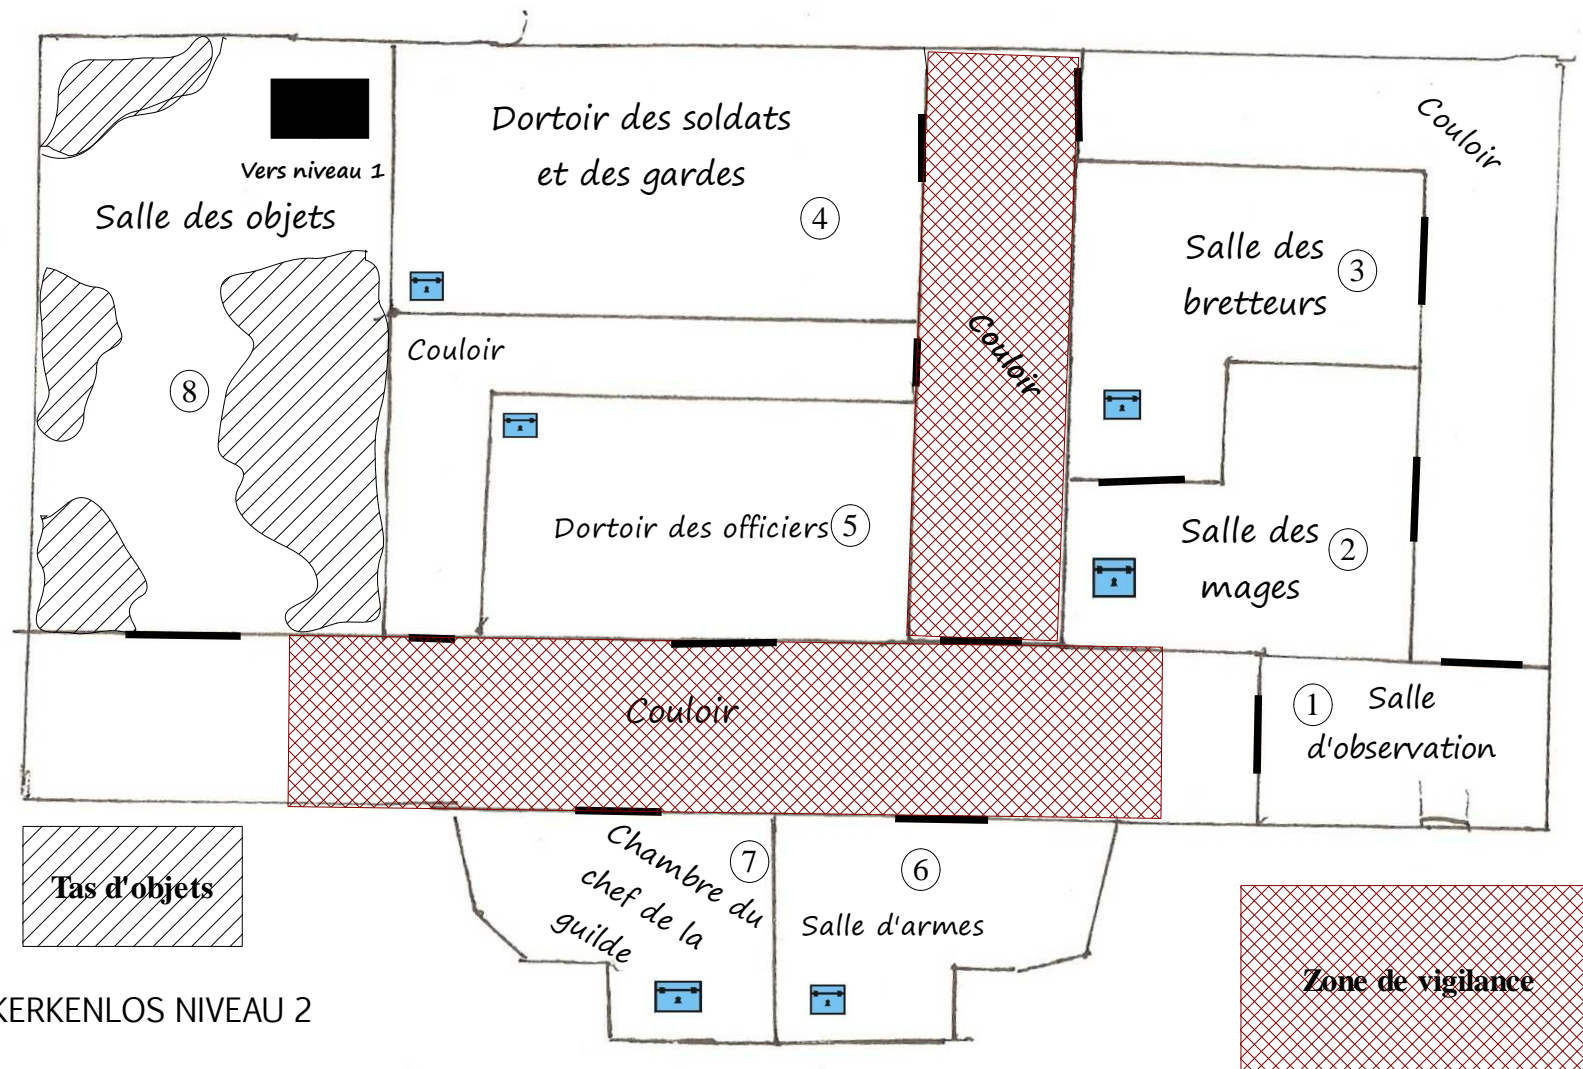 Couloir
Dortoir des soldats
et des gardes
4
Vers niveau 1
Salle des objets
Salle des
bretteurs
3
Couloir
Couloir
8
Dortoir des officiers
5
Salle des
mages
2
Couloir
1
Salle
d'observation
Chambre du
chef de la
guilde
7
6
Salle d'armes
Tas d'objets
Zone de vigilance
KERKENLOS NIVEAU 2